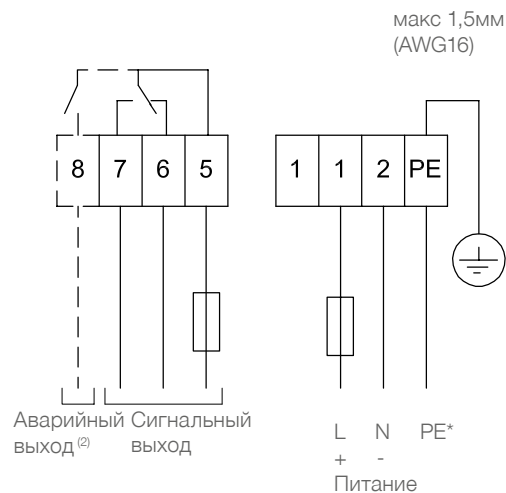 макс 1,5мм
(AWG16)
8 7 6 5 1 1 2 PE
Аварийный Сигнальный
выход (2) выход
L N PE*
+ -
Питание